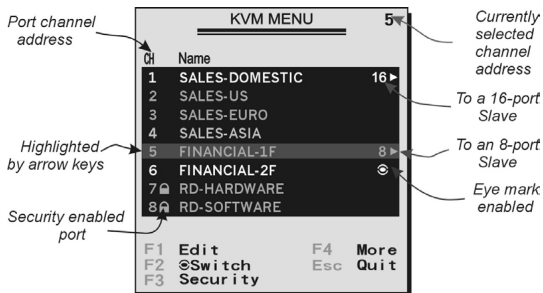 KVM MENU 5
Port channel
address
Currently
selected
channel
address
CH Name
1 SALES-DOMESTIC 16
2 SALES-US
3 SALES-EURO
4 SALES-ASIA
5 FINANCIAL-1F 8
6 FINANCIAL-2F
7 RD-HARDWARE
8 RD-SOFTWARE
To a 16-port
Slave
Highlighted
by arrow keys
To an 8-port
Slave
Eye mark
enabled
Security enabled
port
F1 Edit F4 More
F2 Switch Esc Quit
F3 Security